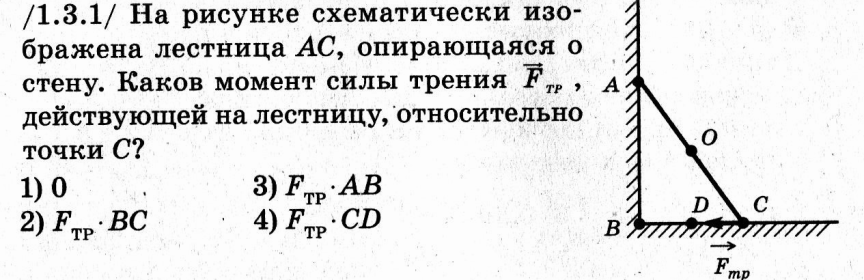 /1.3.1/ На рисунке схематически изо-
бражена лестница AC, опирающаяся о
стену. Каков момент силы трения F⃗тр ,
действующей на лестницу, относительно
точки C?
1) 0
3) FТР · AB
2) FТР · BC
4) FТР · CD
A
O
B
D
C
F⃗тр